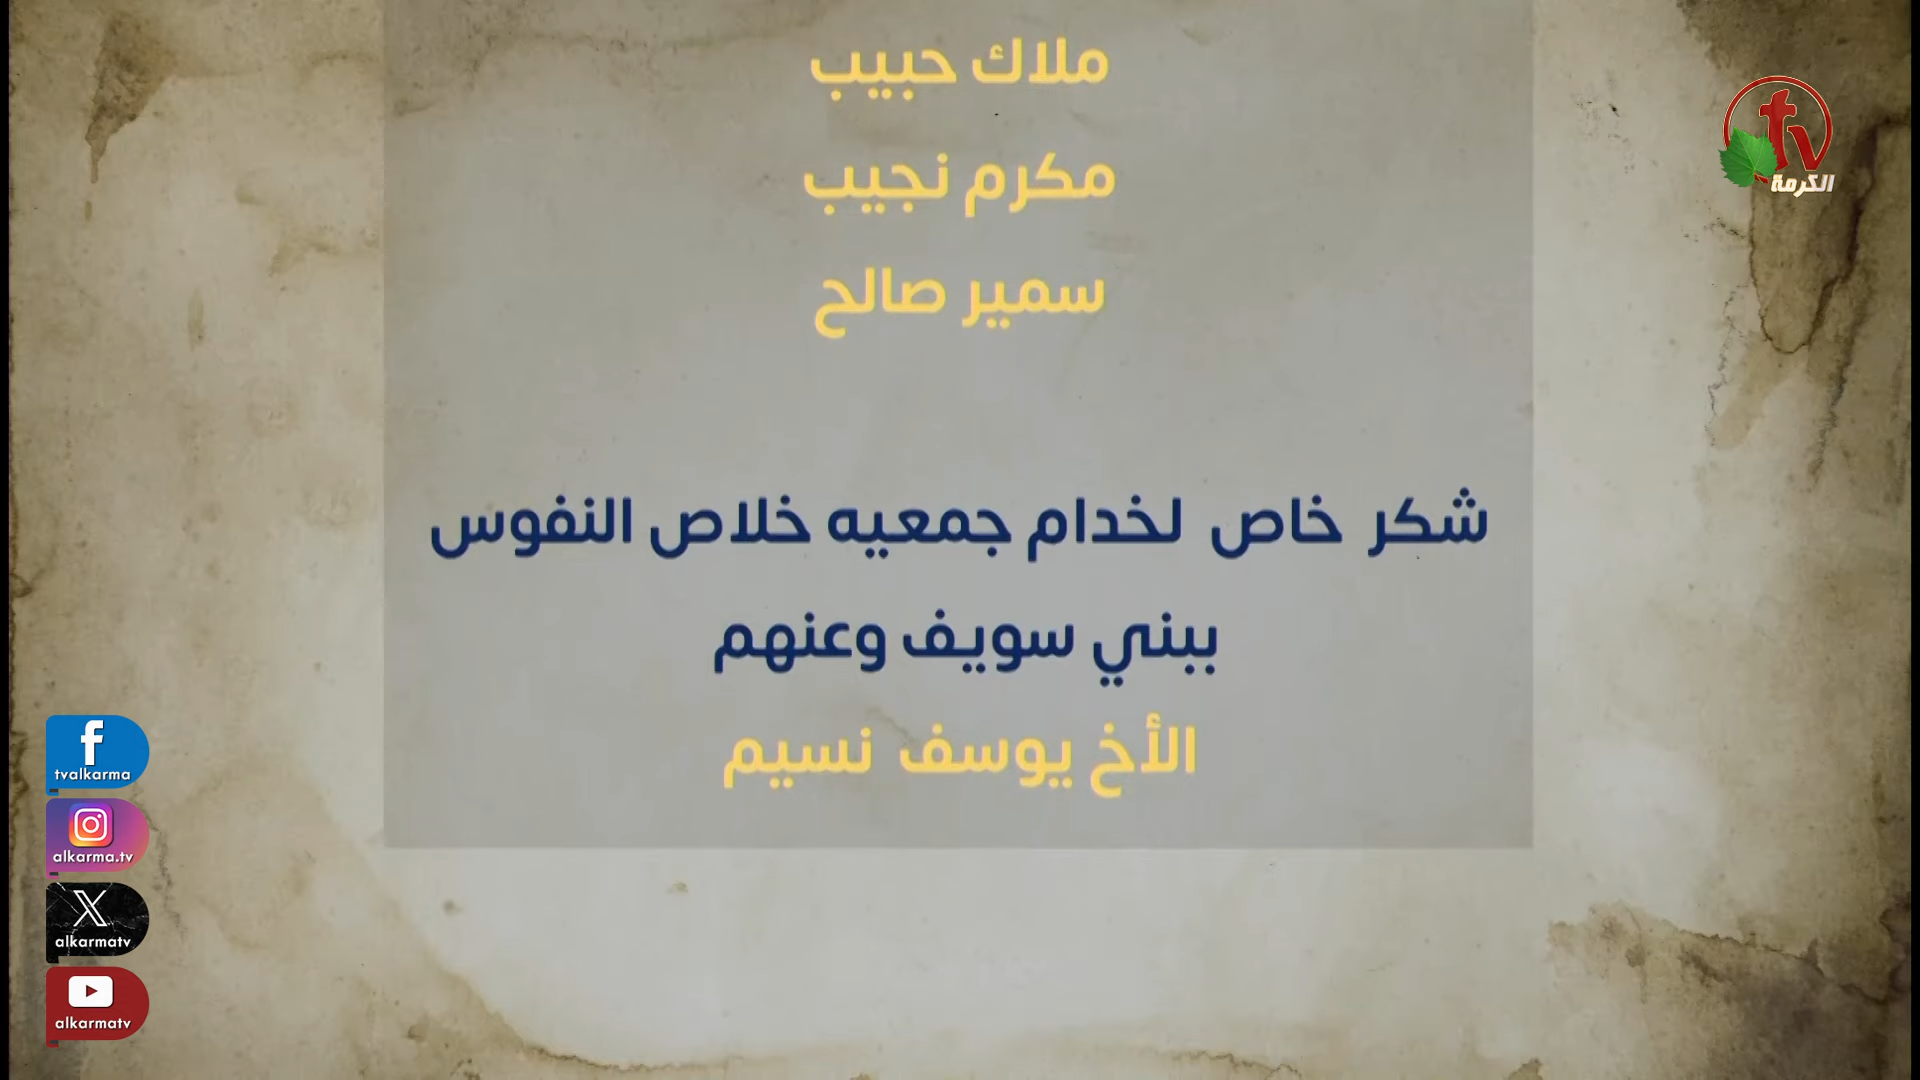 ملاك حبيب
مكرم نجيب
سمير صالح
شكر خاص لخدام جمعيه خلاص النفوس
ببني سويف وعنهم
الأخ يوسف نسيم
tv
الكرمة
tvalkarma
alkarma.tv
alkarmatv
alkarmatv